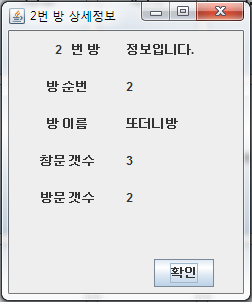 2번 방 상세정보
2 번 방 정보입니다.
방 순번 2
방 이름 또더니방
창문 갯수 3
방문 갯수 2
확인